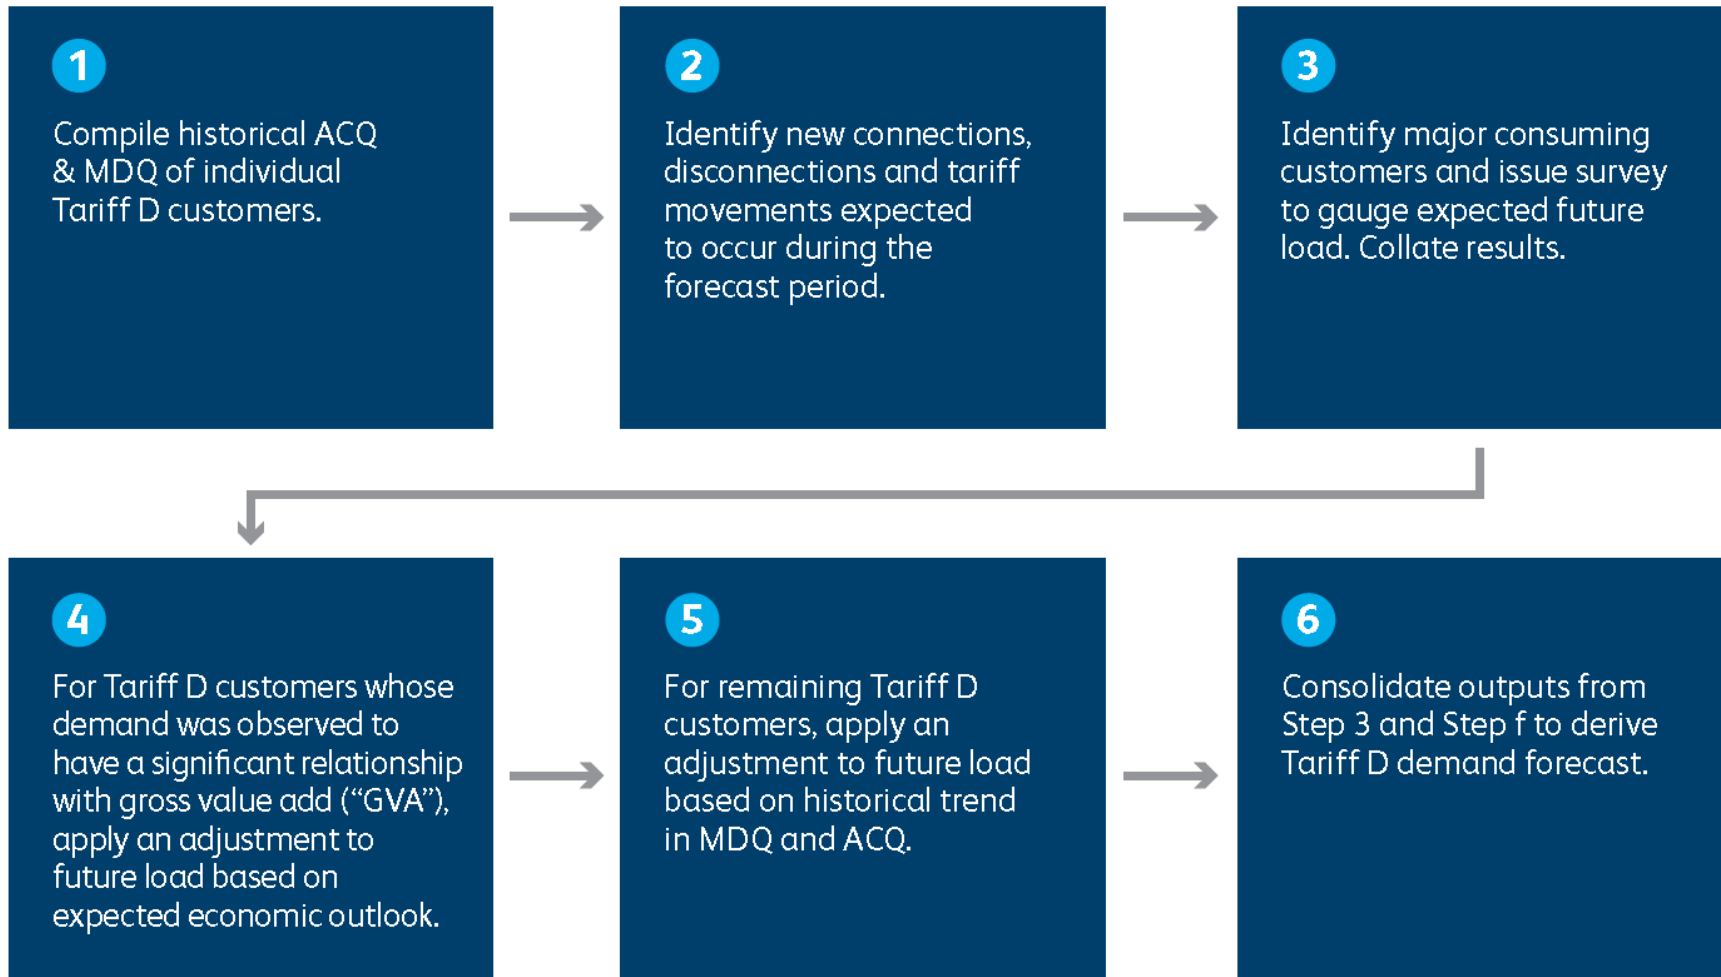 1
Compile historical ACQ
& MDQ of individual
Tariff D customers.
2
Identify new connections,
disconnections and tariff
movements expected
to occur during the
forecast period.
3
Identify major consuming
customers and issue survey
to gauge expected future
load. Collate results.
4
For Tariff D customers whose
demand was observed to
have a significant relationship
with gross value add (“GVA”),
apply an adjustment to
future load based on
expected economic outlook.
5
For remaining Tariff D
customers, apply an
adjustment to future load
based on historical trend
in MDQ and ACQ.
6
Consolidate outputs from
Step 3 and Step f to derive
Tariff D demand forecast.